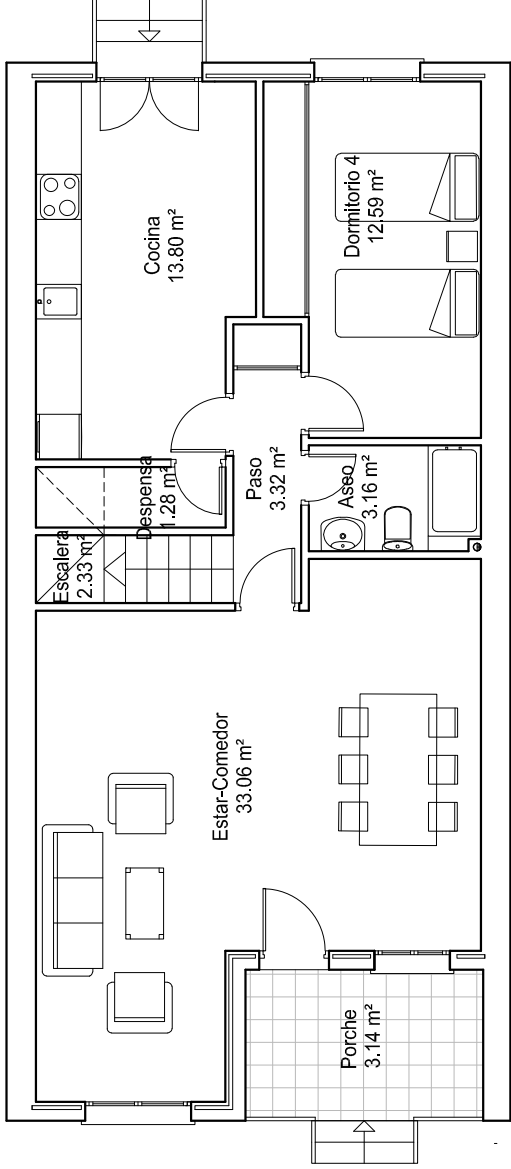 Cocina
13.80 m²
Dormitorio 4
12.59 m²
Despensa
1.28 m²
Paso
3.32 m²
Aseo
3.16 m²
Escalera
2.33 m²
Estar-Comedor
33.06 m²
Porche
3.14 m²